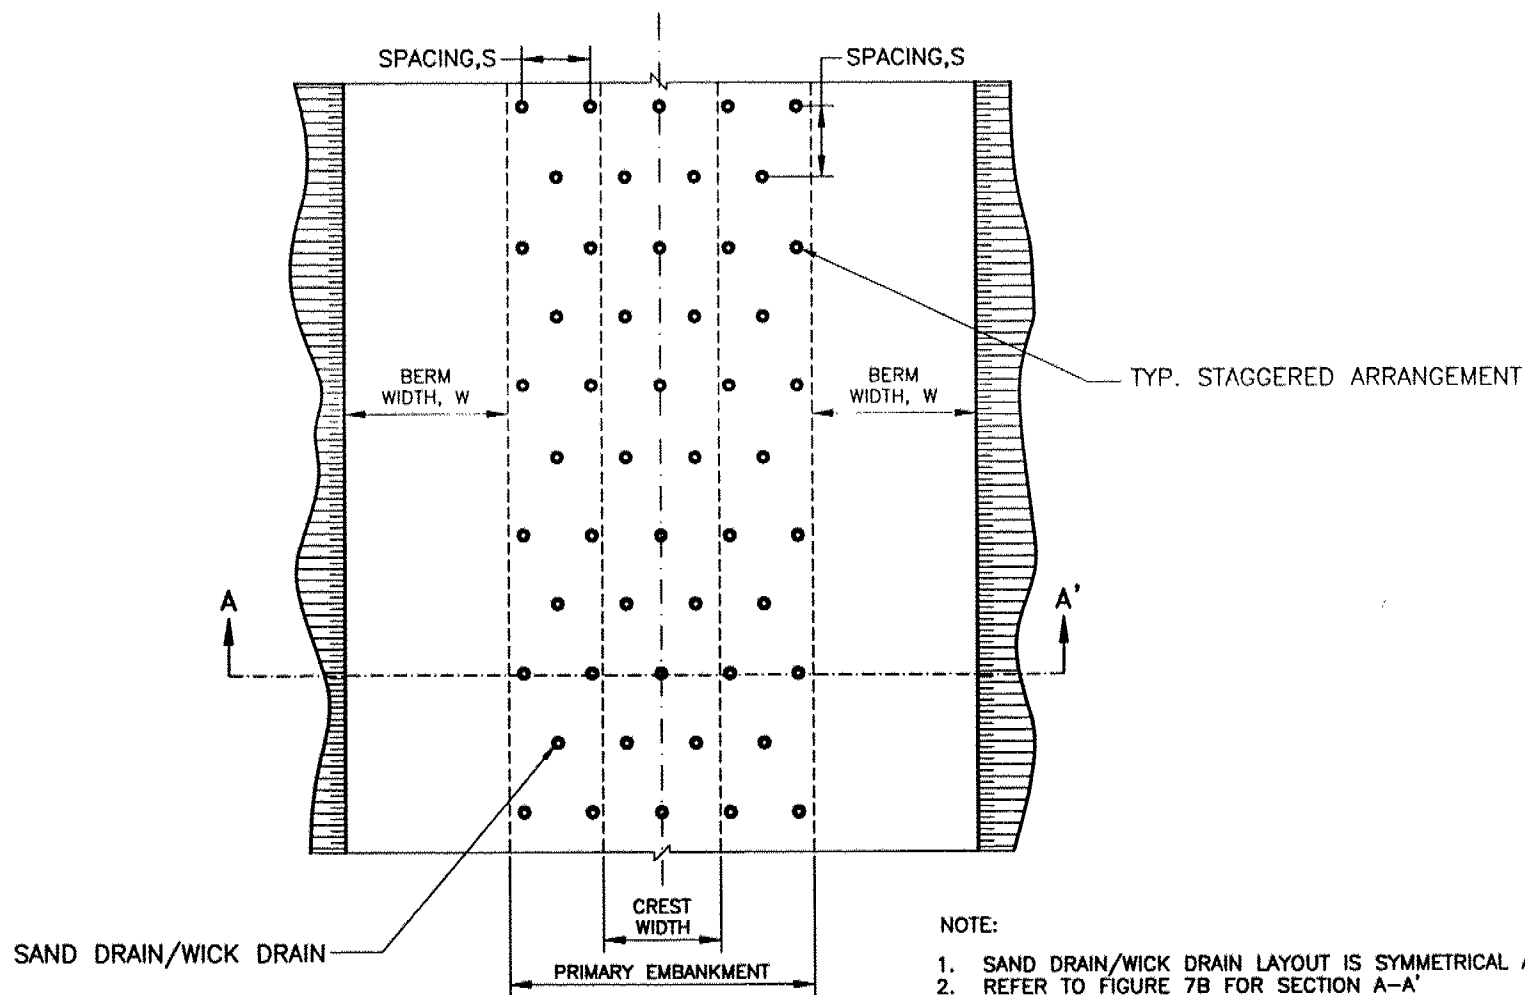 SPACING,S
SPACING,S
BERM
WIDTH, W
BERM
WIDTH, W
TYP. STAGGERED ARRANGEMENT
A
A'
SAND DRAIN/WICK DRAIN
CREST
WIDTH
PRIMARY EMBANKMENT
NOTE:
1. SAND DRAIN/WICK DRAIN LAYOUT IS SYMMETRICAL
2. REFER TO FIGURE 7B FOR SECTION A-A'